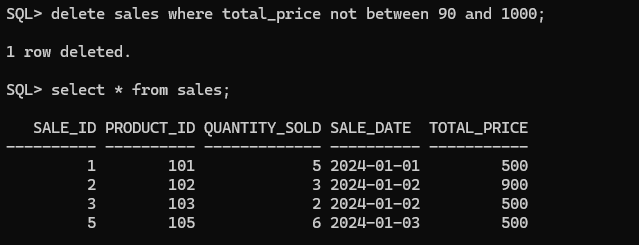 SQL> delete sales where total_price not between 90 and 1000;
1 row deleted.
SQL> select * from sales;
SALE_ID PRODUCT_ID QUANTITY_SOLD SALE_DATE TOTAL_PRICE
---------- ---------- ------------- ---------- -----------
1 101 5 2024-01-01 500
2 102 3 2024-01-02 900
3 103 2 2024-01-02 500
5 105 6 2024-01-03 500